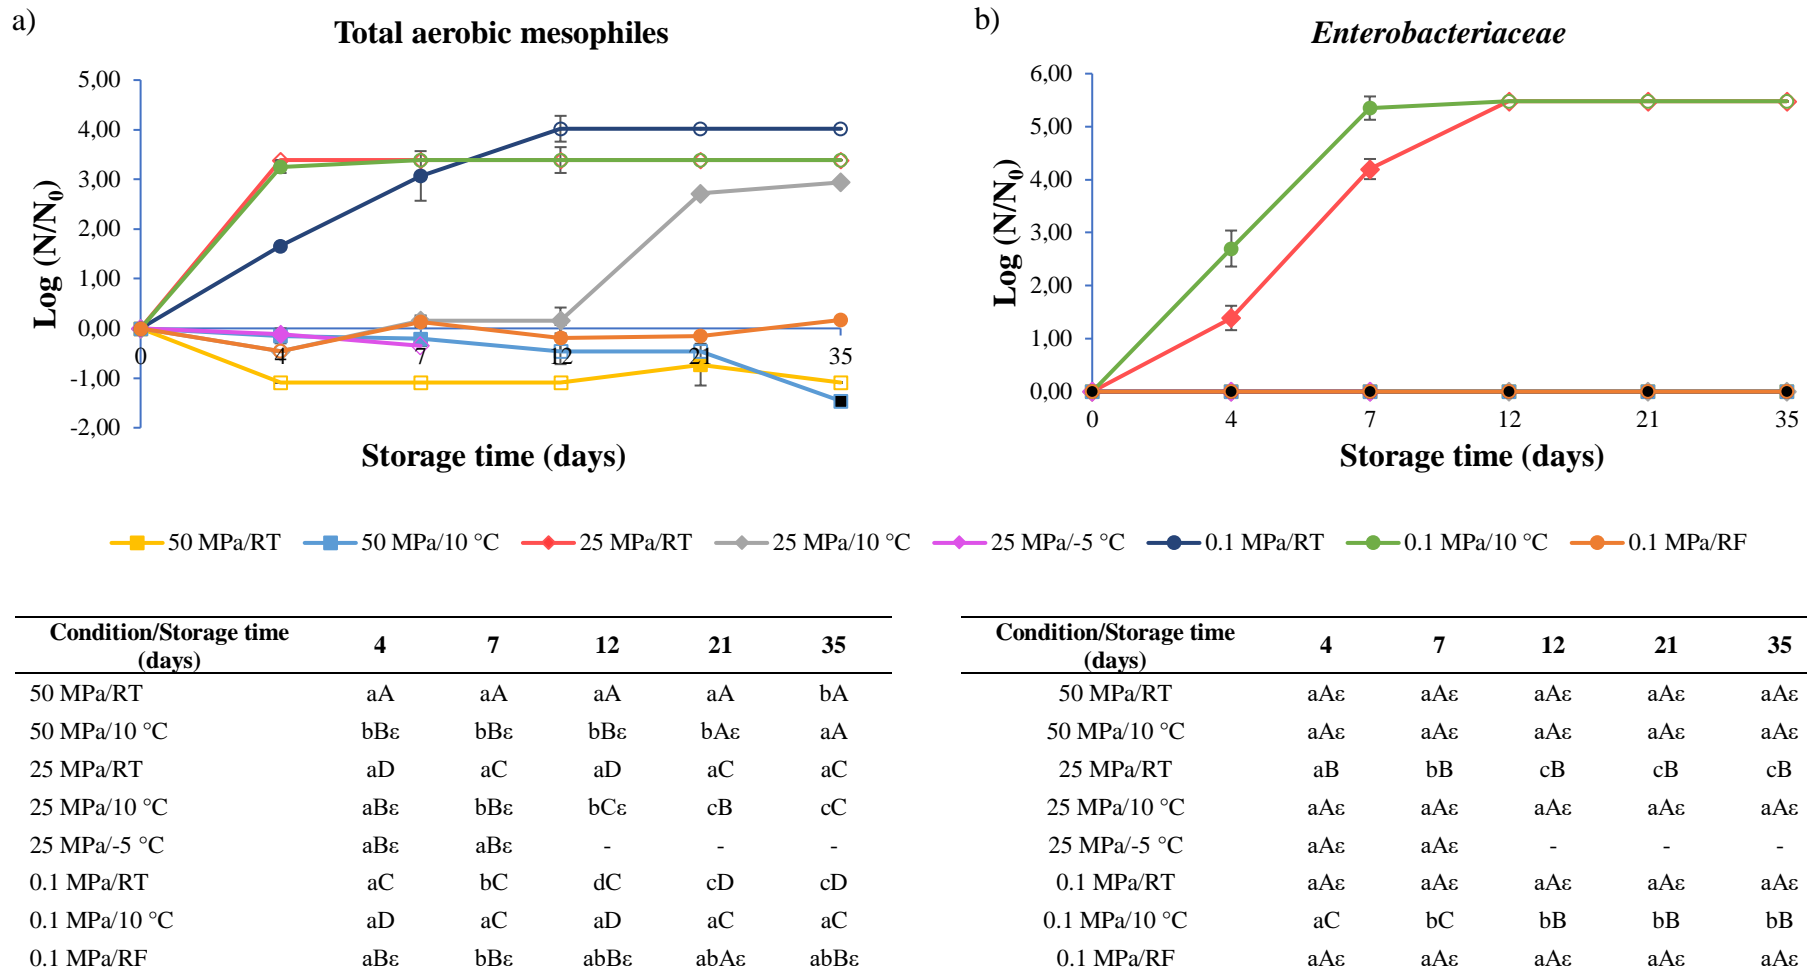 a)
Total aerobic mesophiles
5,00
4,00
3,00
2,00
1,00
0,00
-1,00
-2,00
Log (N/N0)
0 4 7 12 21 35
Storage time (days)
b)
Enterobacteriaceae
6,00
5,00
4,00
3,00
2,00
1,00
0,00
Log (N/N0)
0 4 7 12 21 35
Storage time (days)
50 MPa/RT 50 MPa/10 °C 25 MPa/RT 25 MPa/10 °C 25 MPa/-5 °C 0.1 MPa/RT 0.1 MPa/10 °C 0.1 MPa/RF
Condition/Storage time (days) 4 7 12 21 35
50 MPa/RT aA aA aA aA bA
50 MPa/10 °C bBε bBε bBε bAε aA
25 MPa/RT aD aC aD aC aC
25 MPa/10 °C aBε bBε bCε cB cC
25 MPa/-5 °C aBε aBε - - -
0.1 MPa/RT aC bC dC cD cD
0.1 MPa/10 °C aD aC aD aC aC
0.1 MPa/RF aBε bBε abBε abAε abBε
Condition/Storage time (days) 4 7 12 21 35
50 MPa/RT aAε aAε aAε aAε aAε
50 MPa/10 °C aAε aAε aAε aAε aAε
25 MPa/RT aB bB cB cB cB
25 MPa/10 °C aAε aAε aAε aAε aAε
25 MPa/-5 °C aAε aAε - - -
0.1 MPa/RT aAε aAε aAε aAε aAε
0.1 MPa/10 °C aC bC bB bB bB
0.1 MPa/RF aAε aAε aAε aAε aAε